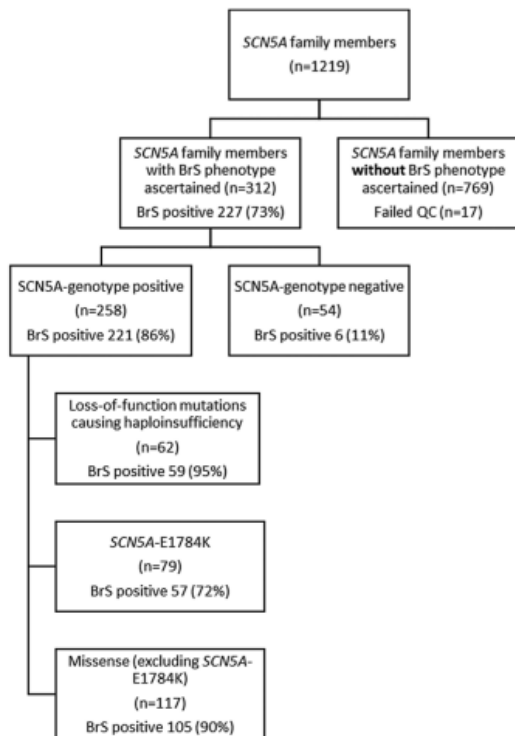 SCN5A family members
(n=1219)
SCN5A family members
with BrS phenotype
ascertained (n=312)
BrS positive 227 (73%)
SCN5A family members
without BrS phenotype
ascertained (n=769)
Failed QC (n=17)
SCN5A-genotype positive
(n=258)
BrS positive 221 (86%)
SCN5A-genotype negative
(n=54)
BrS positive 6 (11%)
Loss-of-function mutations
causing haploinsufficiency
(n=62)
BrS positive 59 (95%)
SCN5A-E1784K
(n=79)
BrS positive 57 (72%)
Missense (excluding SCN5A-
E1784K)
(n=117)
BrS positive 105 (90%)